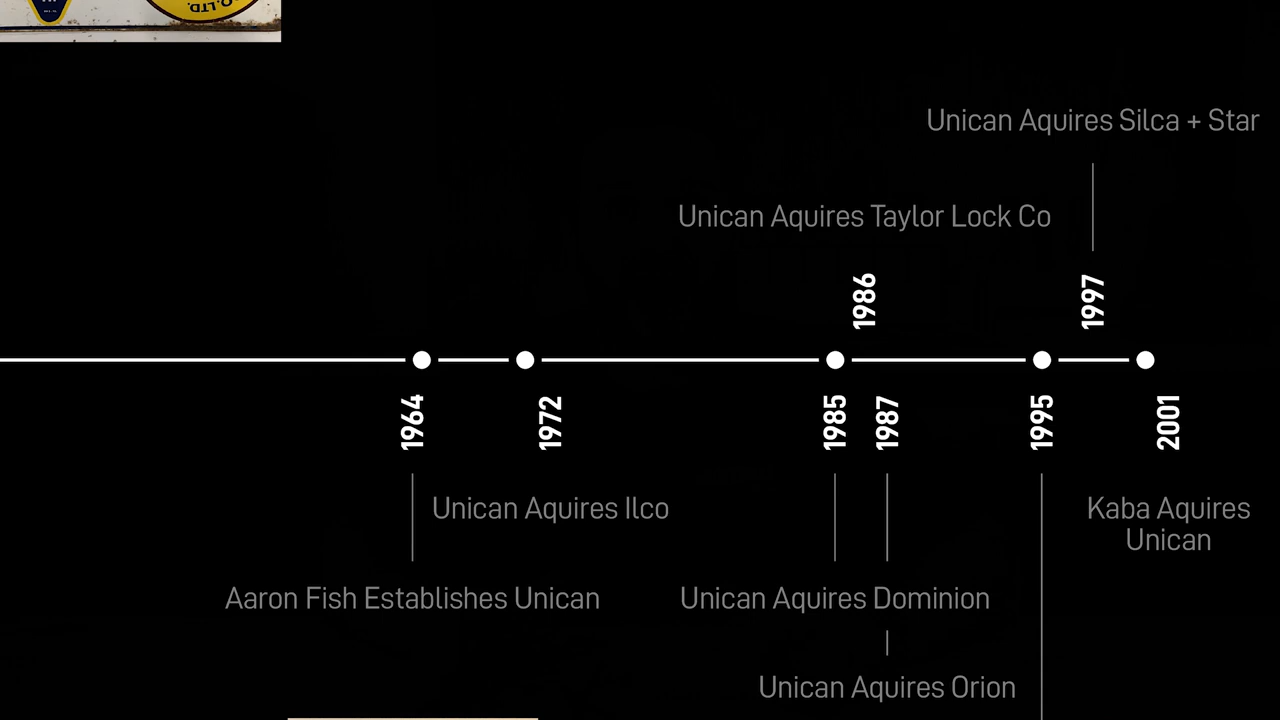 O.LTD.
Unican Aquires Silca + Star
Unican Aquires Taylor Lock Co
1986
1997
1964
1972
1985
1987
1995
2001
Unican Aquires Ilco
Kaba Aquires
Unican
Aaron Fish Establishes Unican
Unican Aquires Dominion
Unican Aquires Orion